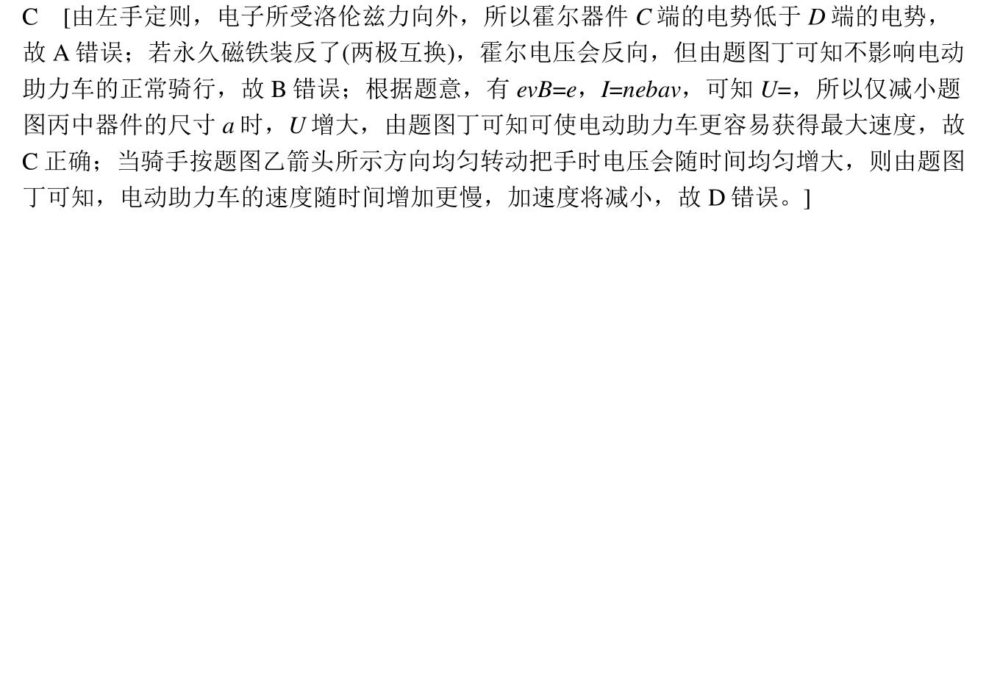 C　[由左手定则，电子所受洛伦兹力向外，所以霍尔器件 C 端的电势低于 D 端的电势，
故 A 错误；若永久磁铁装反了(两极互换)，霍尔电压会反向，但由题图丁可知不影响电动
助力车的正常骑行，故 B 错误；根据题意，有 evB=e，I=nebav，可知 U=，所以仅减小题
图丙中器件的尺寸 a 时，U 增大，由题图丁可知可使电动助力车更容易获得最大速度，故
C 正确；当骑手按题图乙箭头所示方向均匀转动把手时电压会随时间均匀增大，则由题图
丁可知，电动助力车的速度随时间增加更慢，加速度将减小，故 D 错误。]